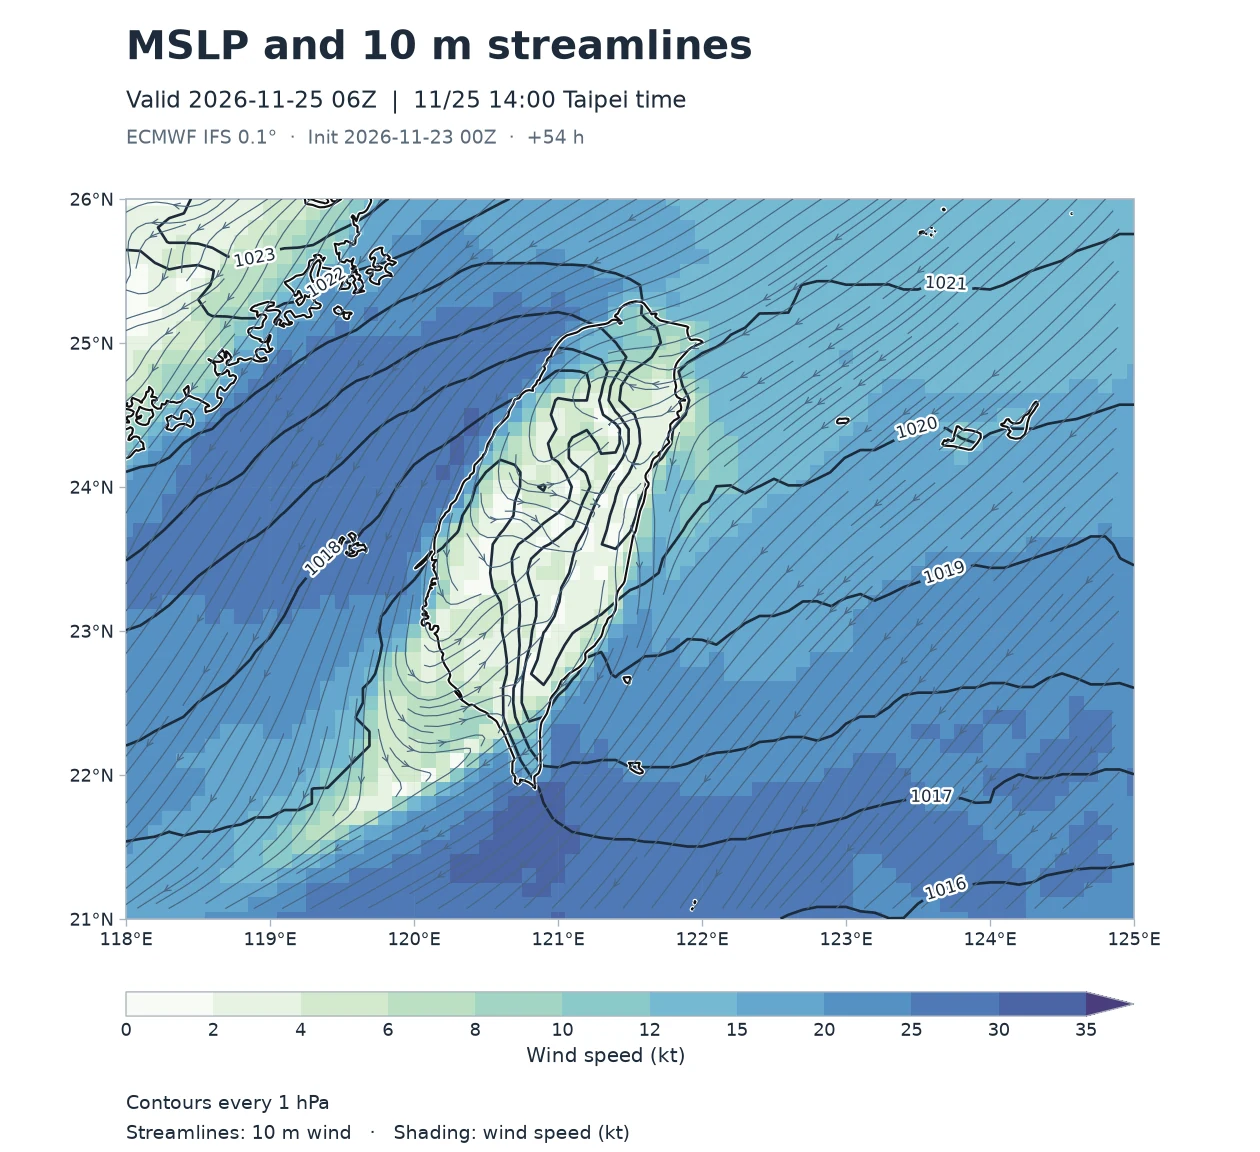 MSLP and 10 m streamlines
Valid 2026-11-25 06Z | 11/25 14:00 Taipei time
ECMWF IFS 0.1° · Init 2026-11-23 00Z · +54 h
26°N
1023
1022
1021
25°N
1020
24°N
1018
1019
23°N
22°N
1017
1016
21°N
118°E 119°E 120°E 121°E 122°E 123°E 124°E 125°E
0 2 4 6 8 10 12 15 20 25 30 35
Wind speed (kt)
Contours every 1 hPa
Streamlines: 10 m wind · Shading: wind speed (kt)